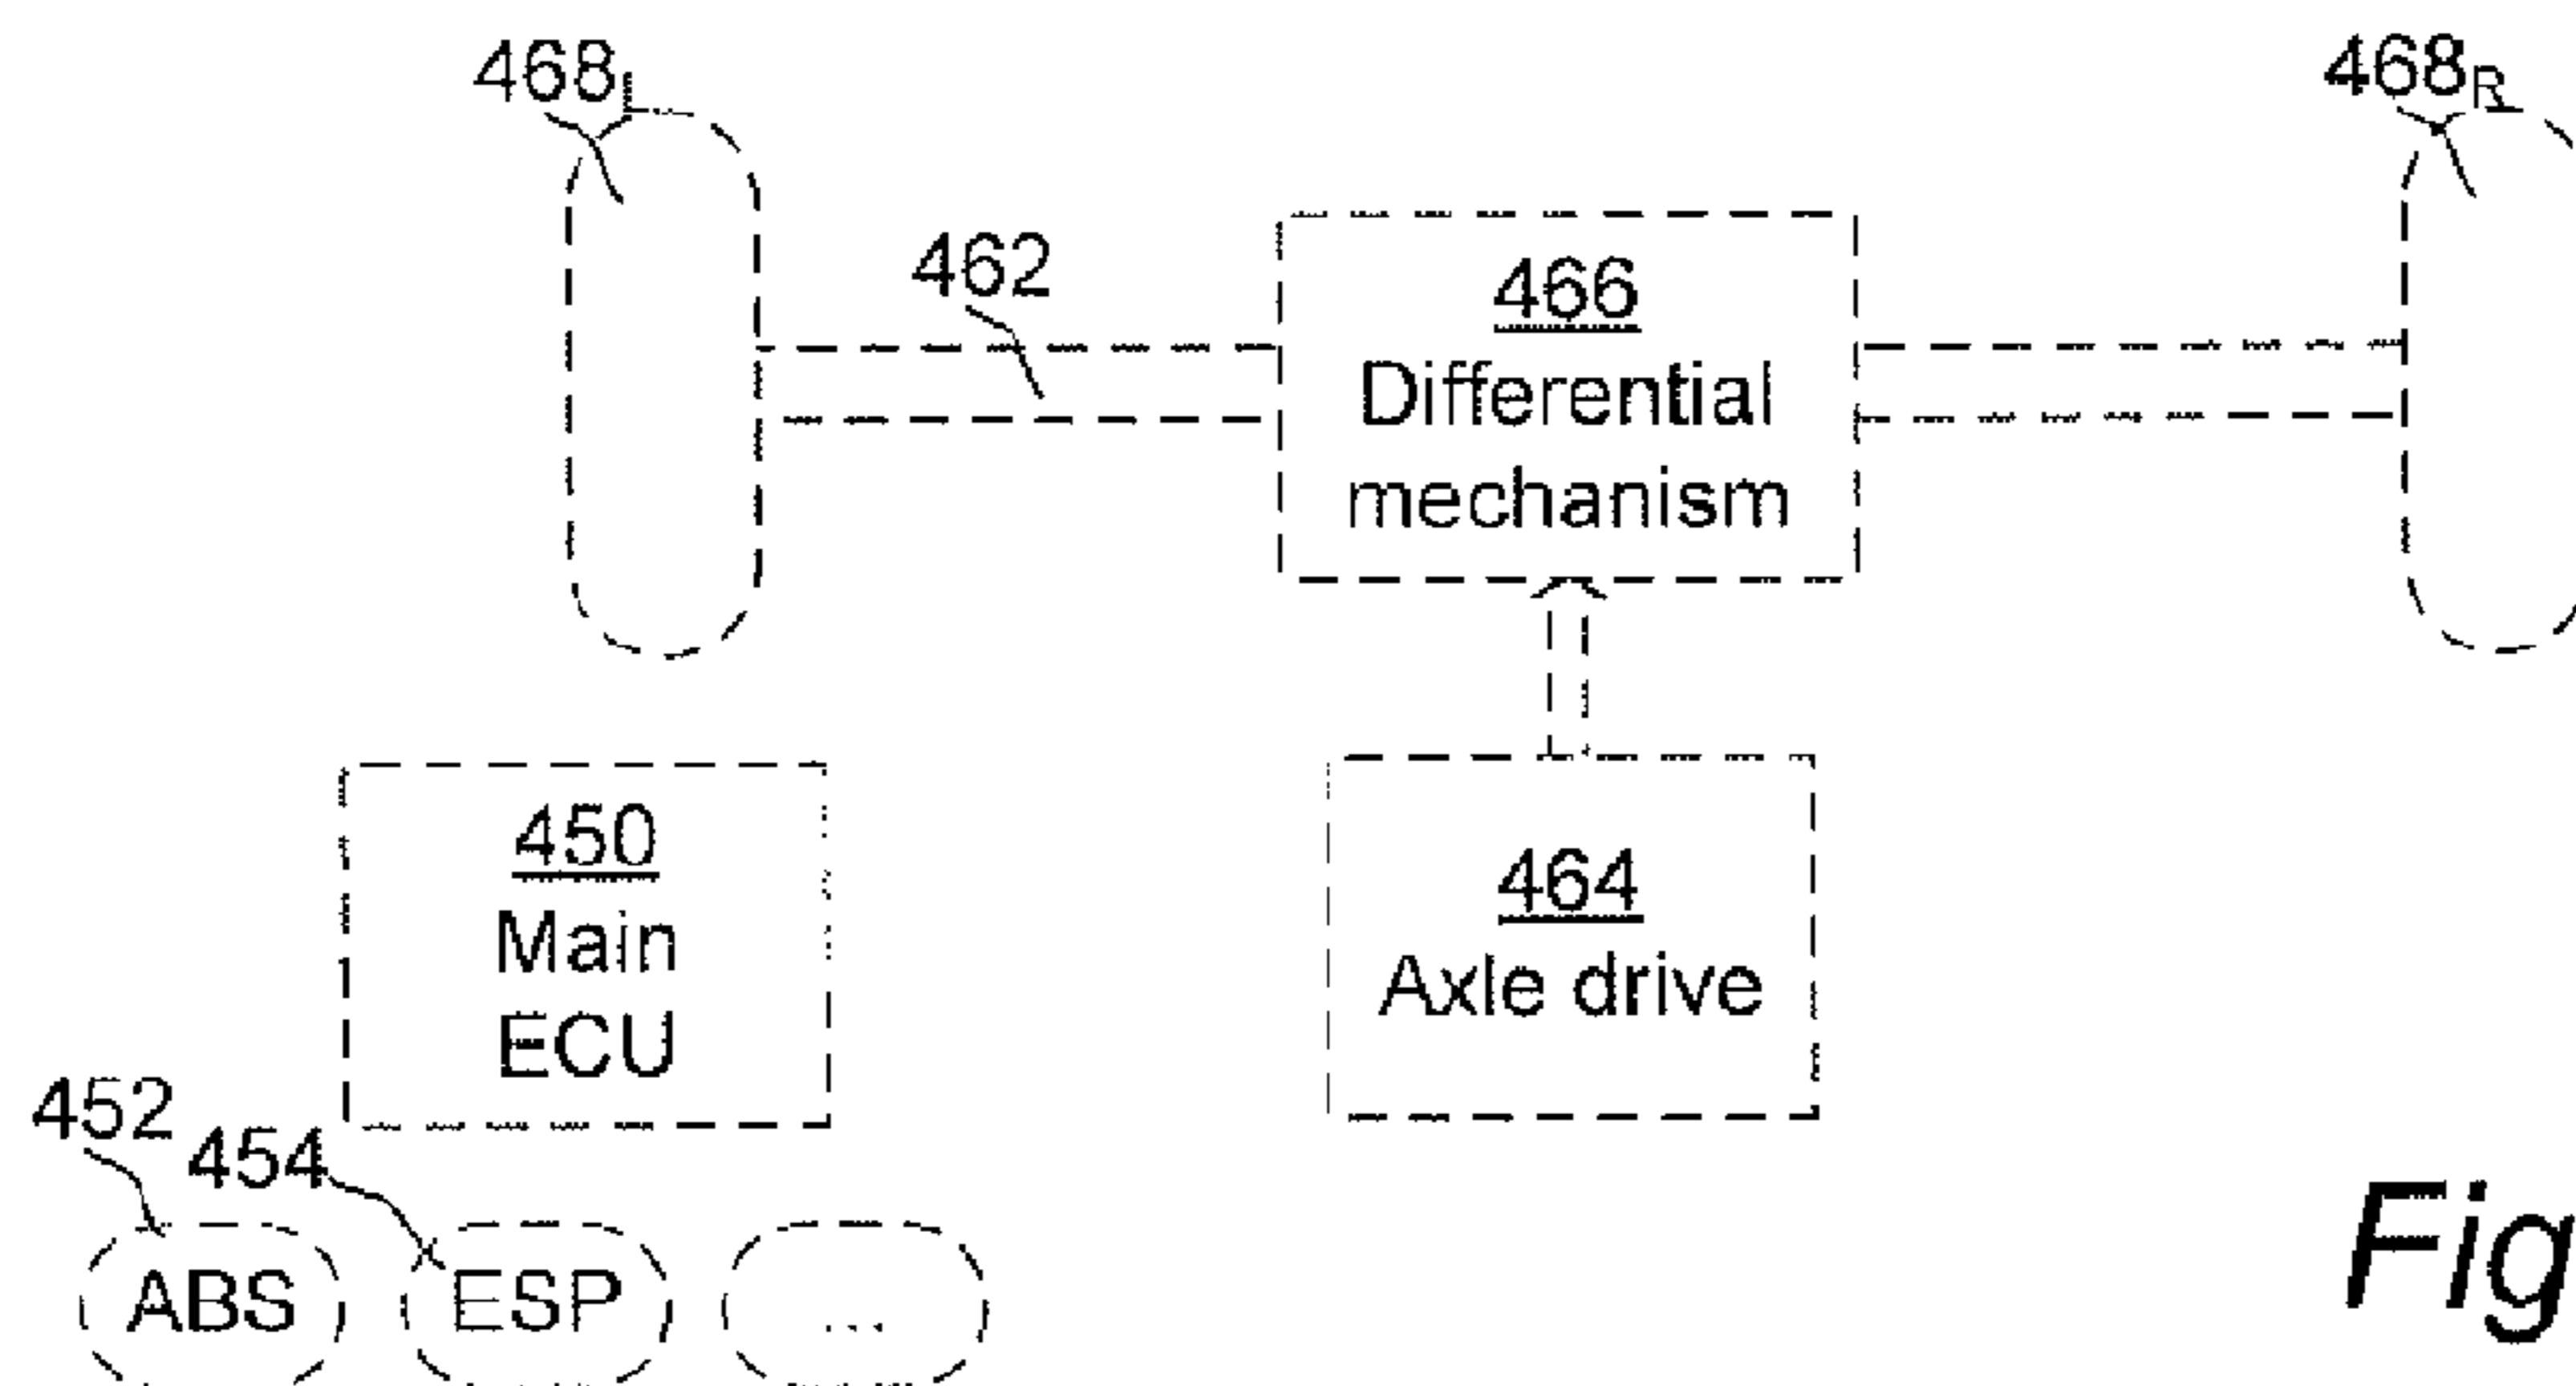 468L
468R
462
466
Differential
mechanism
450
Main
ECU
464
Axle drive
452
454
ABS
ESP
...
Fig